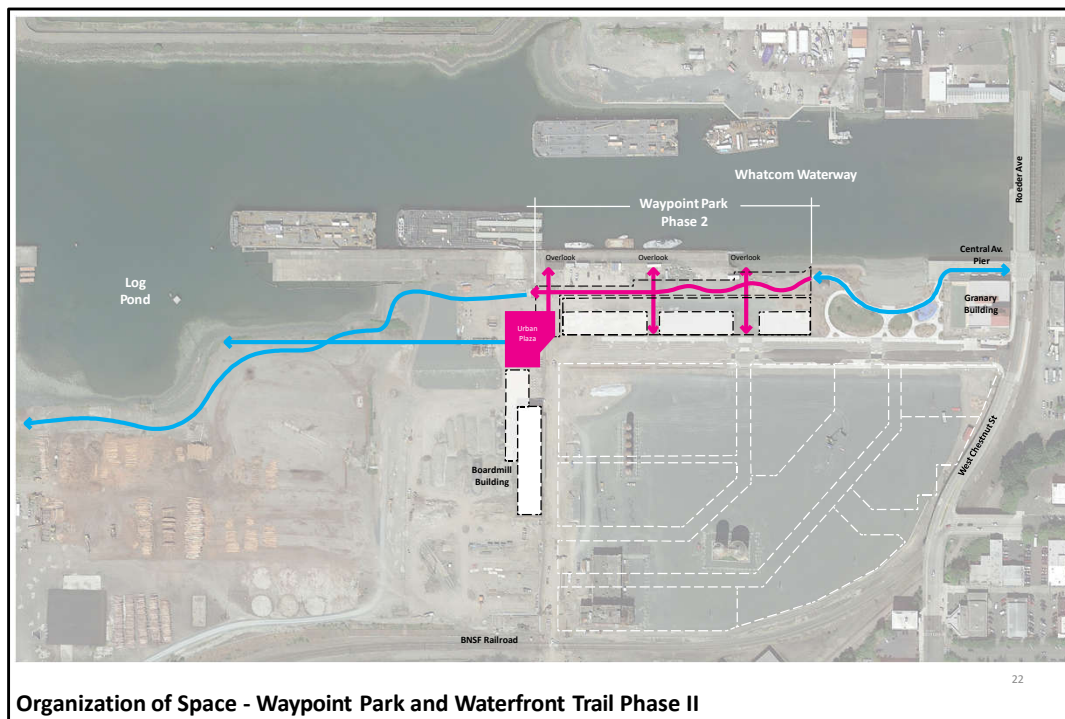 Whatcom Waterway
Roeder Ave
Waypoint Park
Phase 2
Central Av.
Pier
Overlook
Overlook
Overlook
Log
Pond
Granary
Building
Urban
Plaza
West Chestnut St
Boardmill
Building
BNSF Railroad
22
Organization of Space - Waypoint Park and Waterfront Trail Phase II